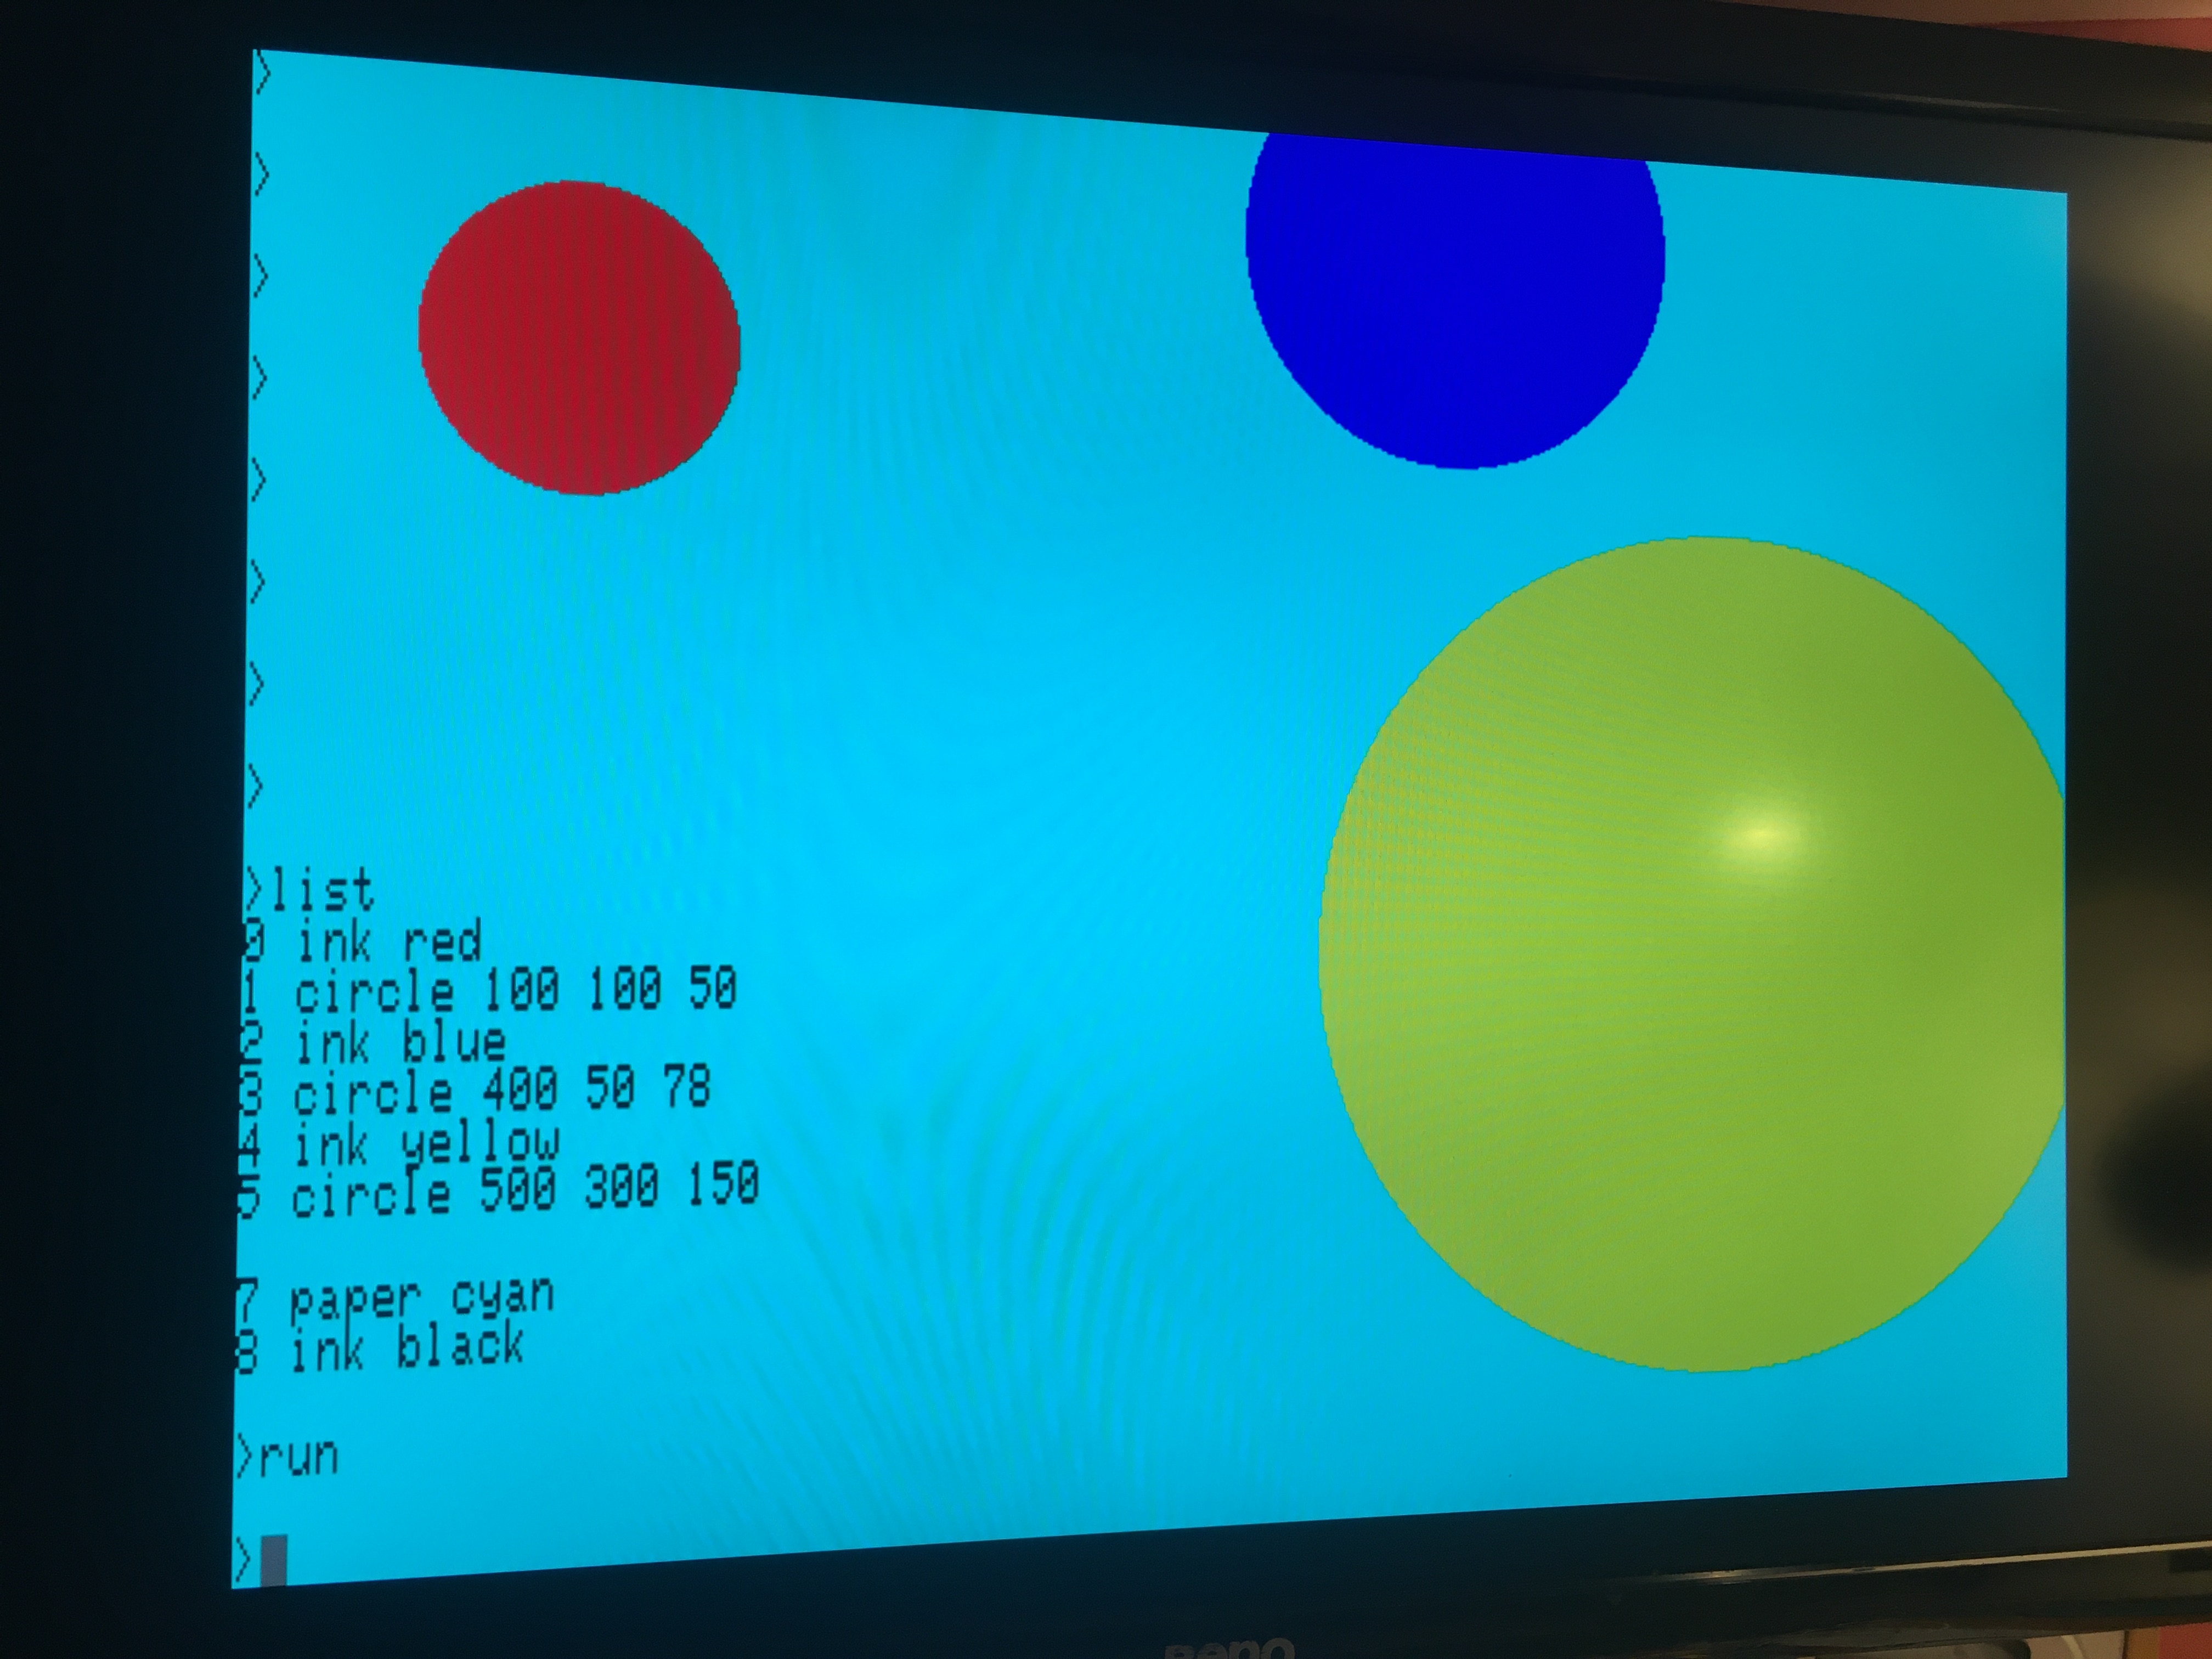 >
>
>
>
>
>
>
>
>list
0 ink red
1 circle 100 100 50
2 ink blue
3 circle 400 50 78
4 ink yellow
5 circle 500 300 150
7 paper cyan
8 ink black
>run
>
BenQ